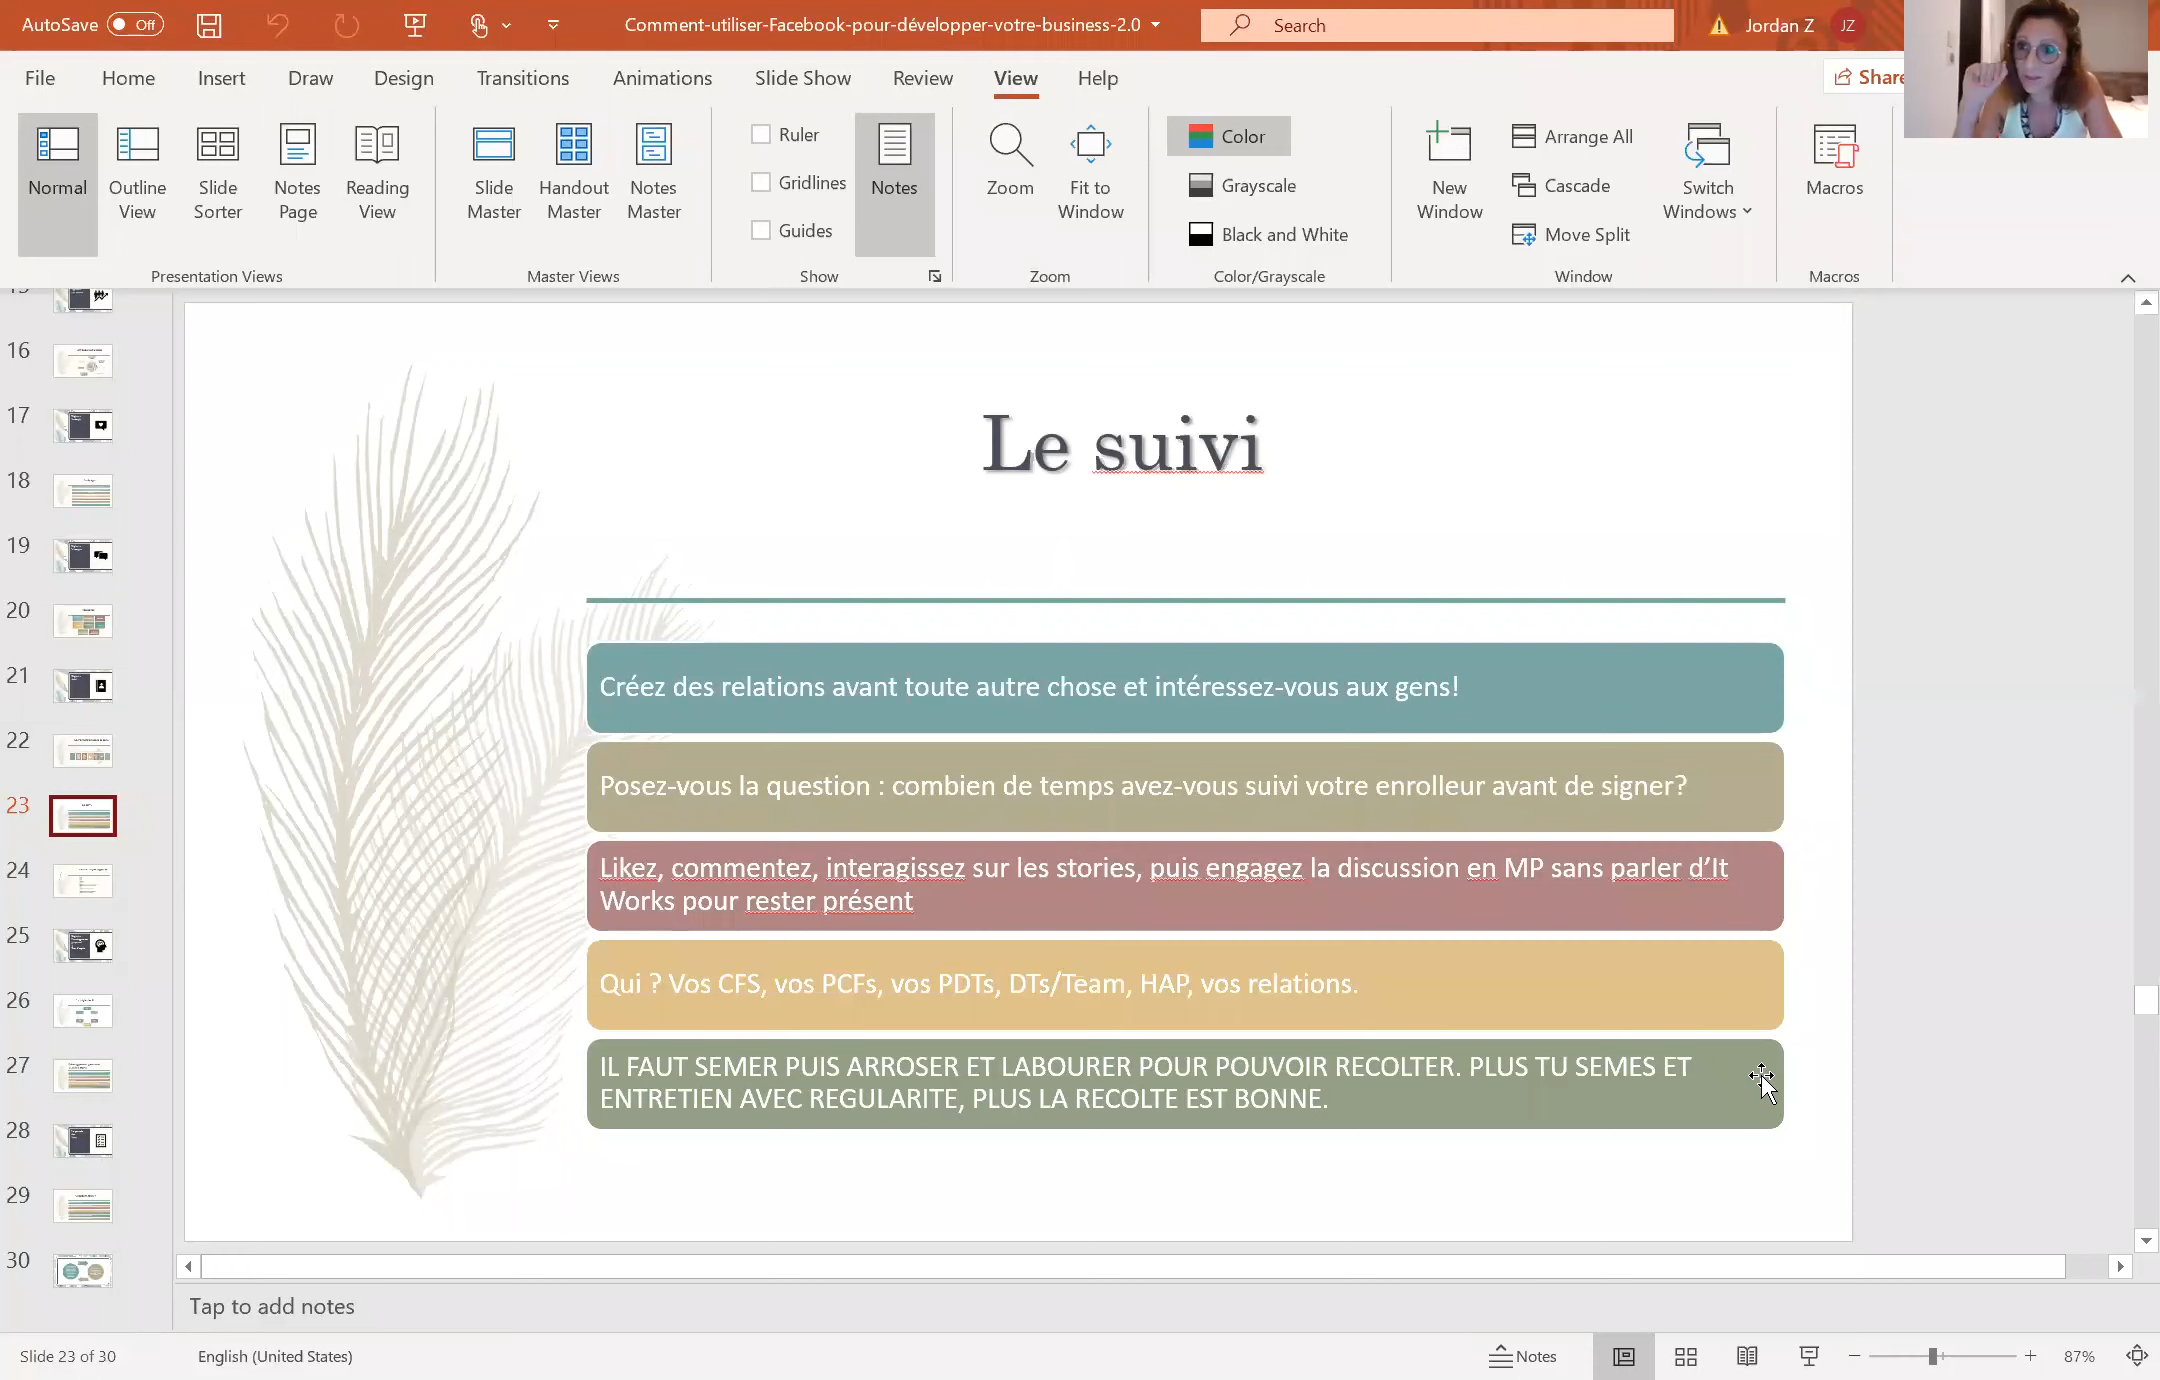 AutoSave Off
Comment-utiliser-Facebook-pour-développer-votre-business-2.0
Search
Jordan Z JZ
File Home Insert Draw Design Transitions Animations Slide Show Review View Help
Share
Normal
Outline View
Slide Sorter
Notes Page
Reading View
Presentation Views
Slide Master
Handout Master
Notes Master
Master Views
Ruler
Gridlines
Guides
Notes
Show
Zoom
Fit to Window
Zoom
Color
Grayscale
Black and White
Color/Grayscale
New Window
Arrange All
Cascade
Move Split
Switch Windows
Window
Macros
Macros
16
17
18
19
20
21
22
23
24
25
26
27
28
29
30
Le suivi
Créez des relations avant toute autre chose et intéressez-vous aux gens!
Posez-vous la question : combien de temps avez-vous suivi votre enrolleur avant de signer?
Likez, commentez, interagissez sur les stories, puis engagez la discussion en MP sans parler d’It
Works pour rester présent
Qui ? Vos CFS, vos PCFs, vos PDTs, DTs/Team, HAP, vos relations.
IL FAUT SEMER PUIS ARROSER ET LABOURER POUR POUVOIR RECOLTER. PLUS TU SEMES ET
ENTRETIEN AVEC REGULARITE, PLUS LA RECOLTE EST BONNE.
Tap to add notes
Slide 23 of 30
English (United States)
Notes
87%